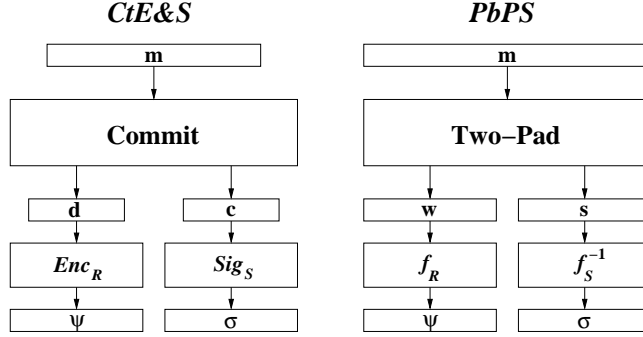 CtE&S
m
Commit
d c
Enc_R Sig_S
ψ σ
PbPS
m
Two–Pad
w s
f_R f_S^{-1}
ψ σ